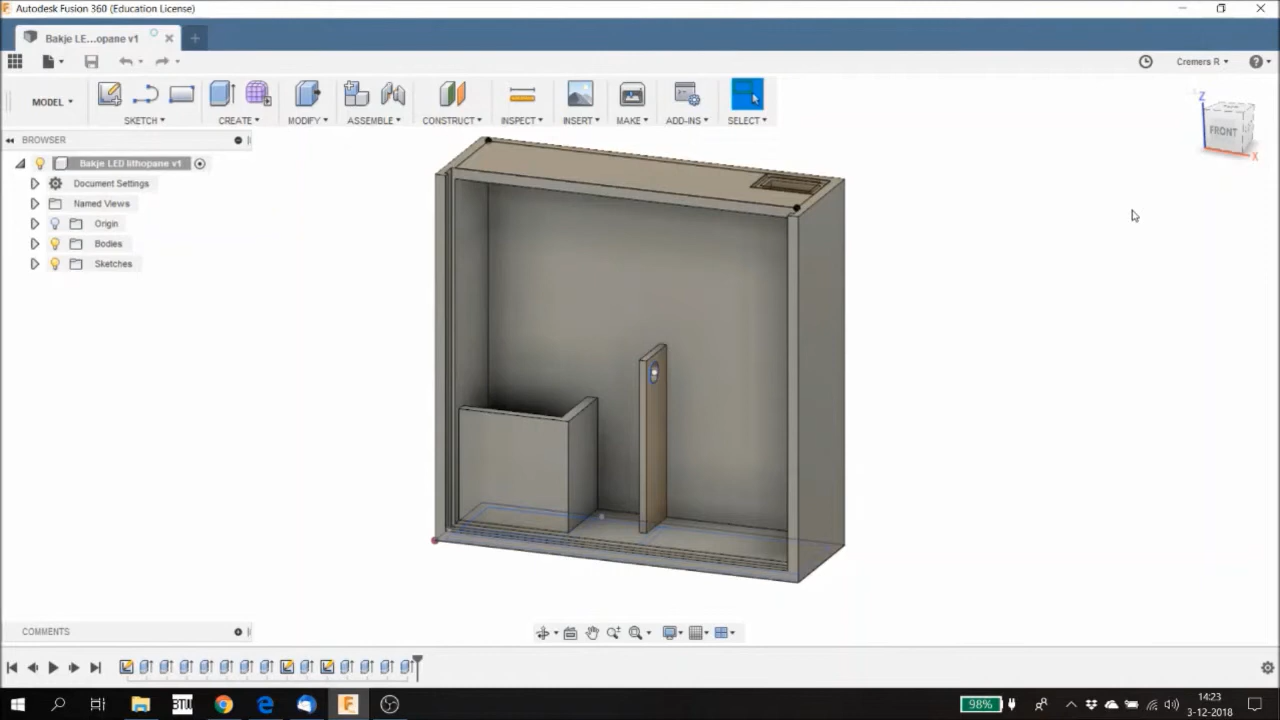 Autodesk Fusion 360 (Education License)
Bakje LE...opane v1
Cremers R
MODEL
SKETCH
CREATE
MODIFY
ASSEMBLE
CONSTRUCT
INSPECT
INSERT
MAKE
ADD-INS
SELECT
BROWSER
Bakje LED lithopane v1
Document Settings
Named Views
Origin
Bodies
Sketches
Z
FRONT
X
COMMENTS
BTW
98%
14:23
3-12-2018